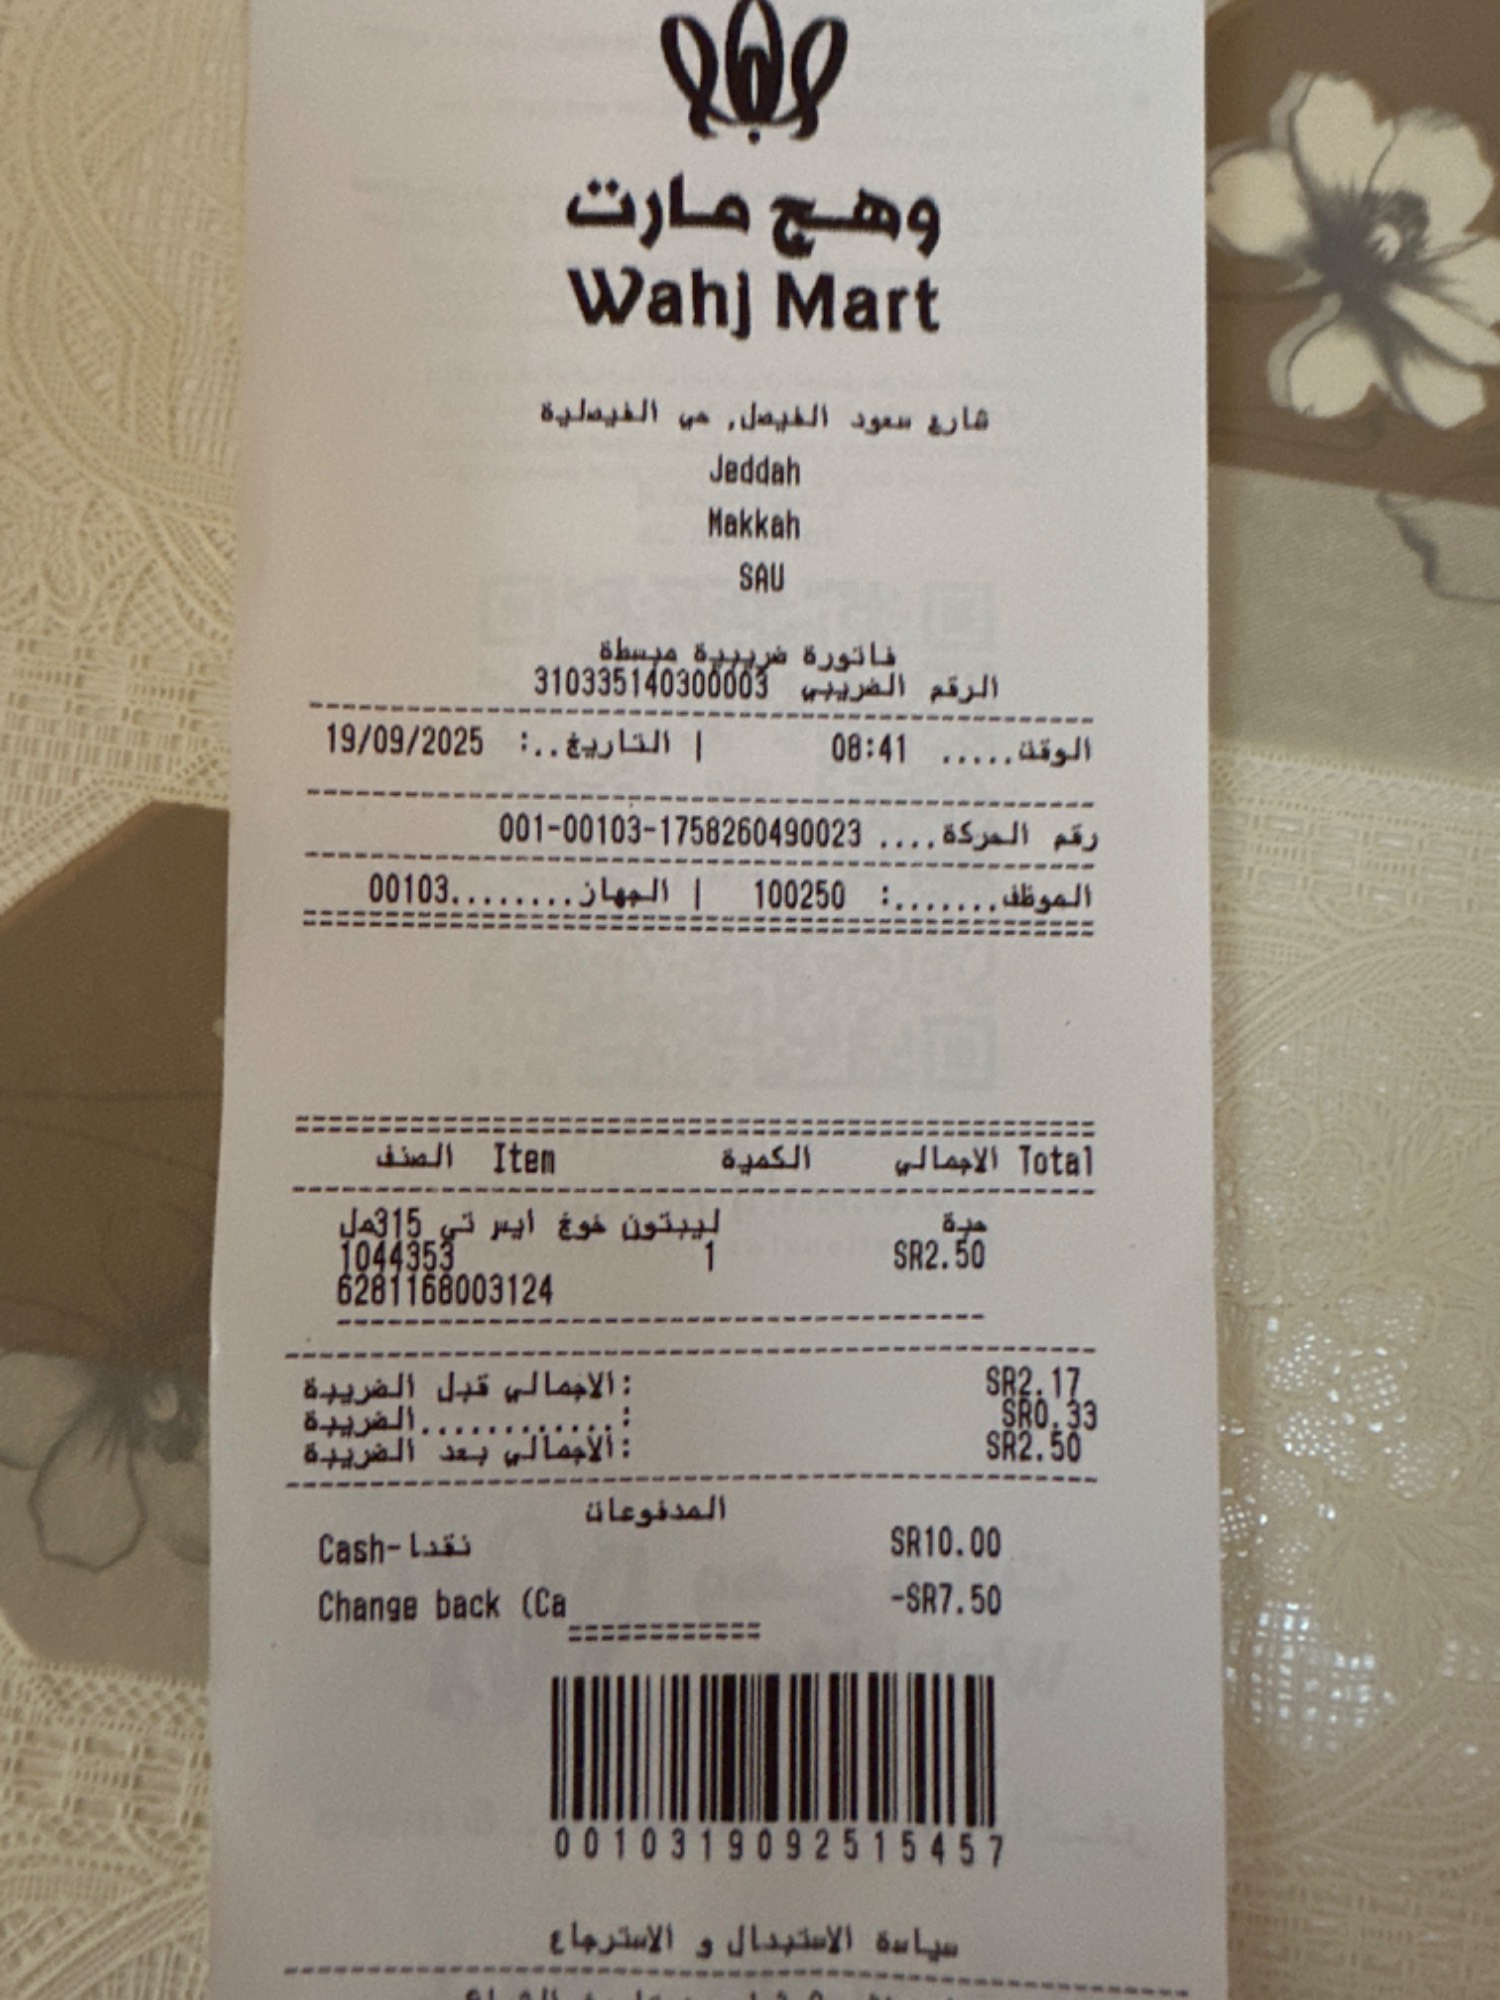 وهج مارت
Wahj Mart
شارع سعود الفيصل, حي الفيصلية
Jeddah
Makkah
SAU
فاتورة ضريبية مبسطة
الرقم الضريبي 310335140300003
الوقت..... 08:41 | التاريخ..: 19/09/2025
رقم الحركة.... 001-00103-1758260490023
الموظف.......: 100250 | الجهاز........00103
الصنف Item الكمية الاجمالي Total
ليبتون خوخ ايس تي 315مل حبة
1044353 1 SR2.50
6281168003124
الاجمالي قبل الضريبة: SR2.17
الضريبة............: SR0.33
الاجمالي بعد الضريبة: SR2.50
المدفوعات
Cash-نقدا SR10.00
Change back (Ca -SR7.50
0010319092515457
سياسة الاستبدال و الاسترجاع